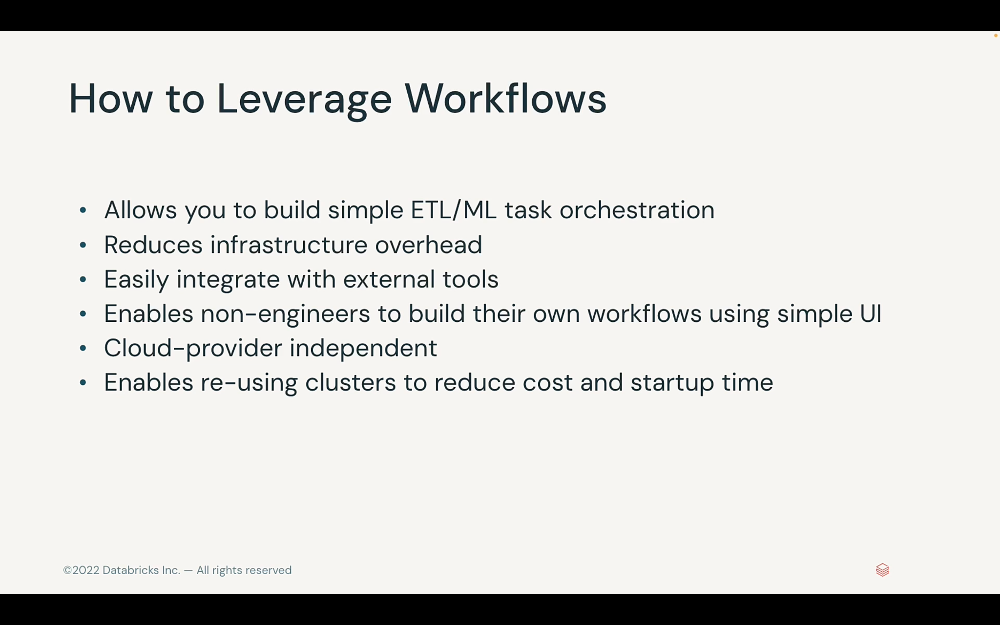 How to Leverage Workflows
• Allows you to build simple ETL/ML task orchestration
• Reduces infrastructure overhead
• Easily integrate with external tools
• Enables non-engineers to build their own workflows using simple UI
• Cloud-provider independent
• Enables re-using clusters to reduce cost and startup time
©2022 Databricks Inc. — All rights reserved